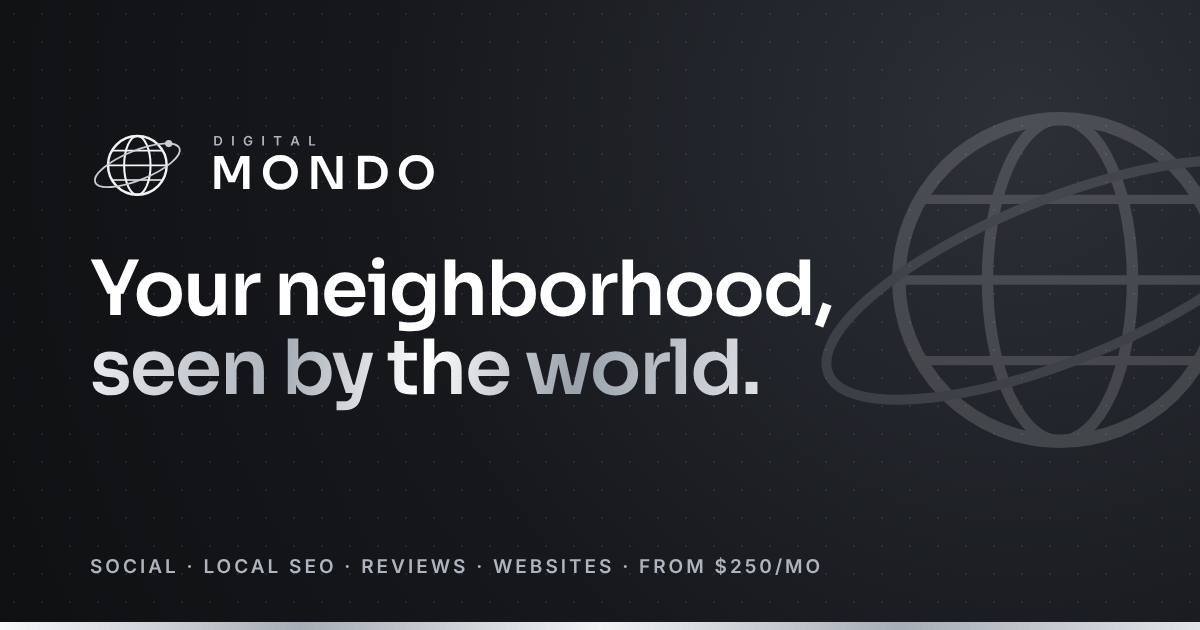 DIGITAL
MONDO
Your neighborhood,
seen by the world.
SOCIAL · LOCAL SEO · REVIEWS · WEBSITES · FROM $250/MO